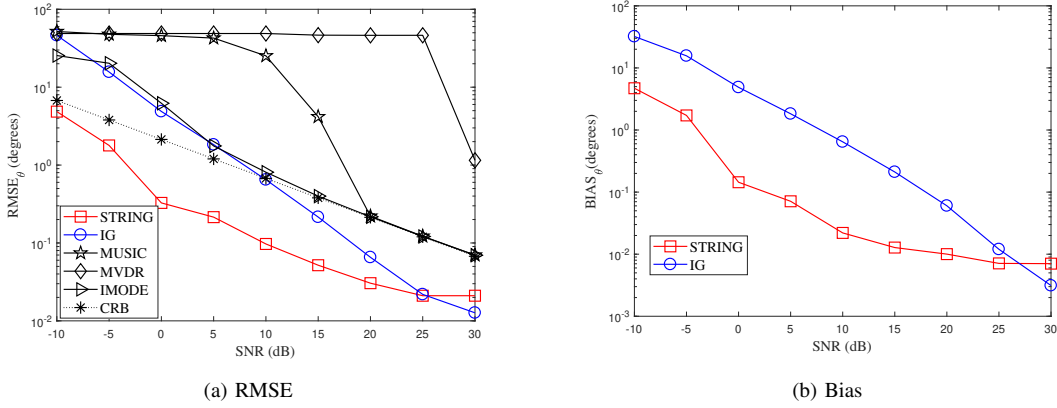 10^2
10^1
10^0
10^-1
10^-2
RMSE_θ (degrees)
STRING
IG
MUSIC
MVDR
IMODE
CRB
-10 -5 0 5 10 15 20 25 30
SNR (dB)
(a) RMSE
10^2
10^1
10^0
10^-1
10^-2
10^-3
BIAS_θ(degrees)
STRING
IG
-10 -5 0 5 10 15 20 25 30
SNR (dB)
(b) Bias